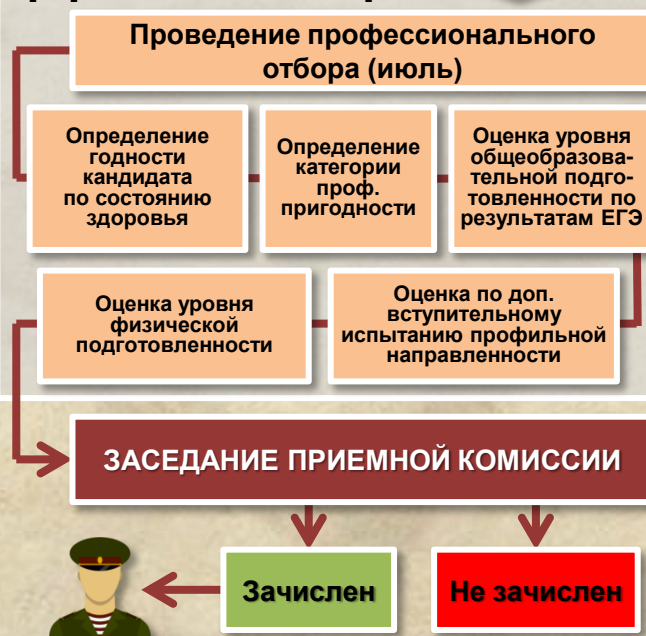 Проведение профессионального
отбора (июль)
Определение
годности
кандидата
по состоянию
здоровья
Определение
категории
проф.
пригодности
Оценка уровня
общеобразова-
тельной подго-
товленности по
результатам ЕГЭ
Оценка уровня
физической
подготовленности
Оценка по доп.
вступительному
испытанию профильной
направленности
ЗАСЕДАНИЕ ПРИЕМНОЙ КОМИССИИ
Зачислен
Не зачислен